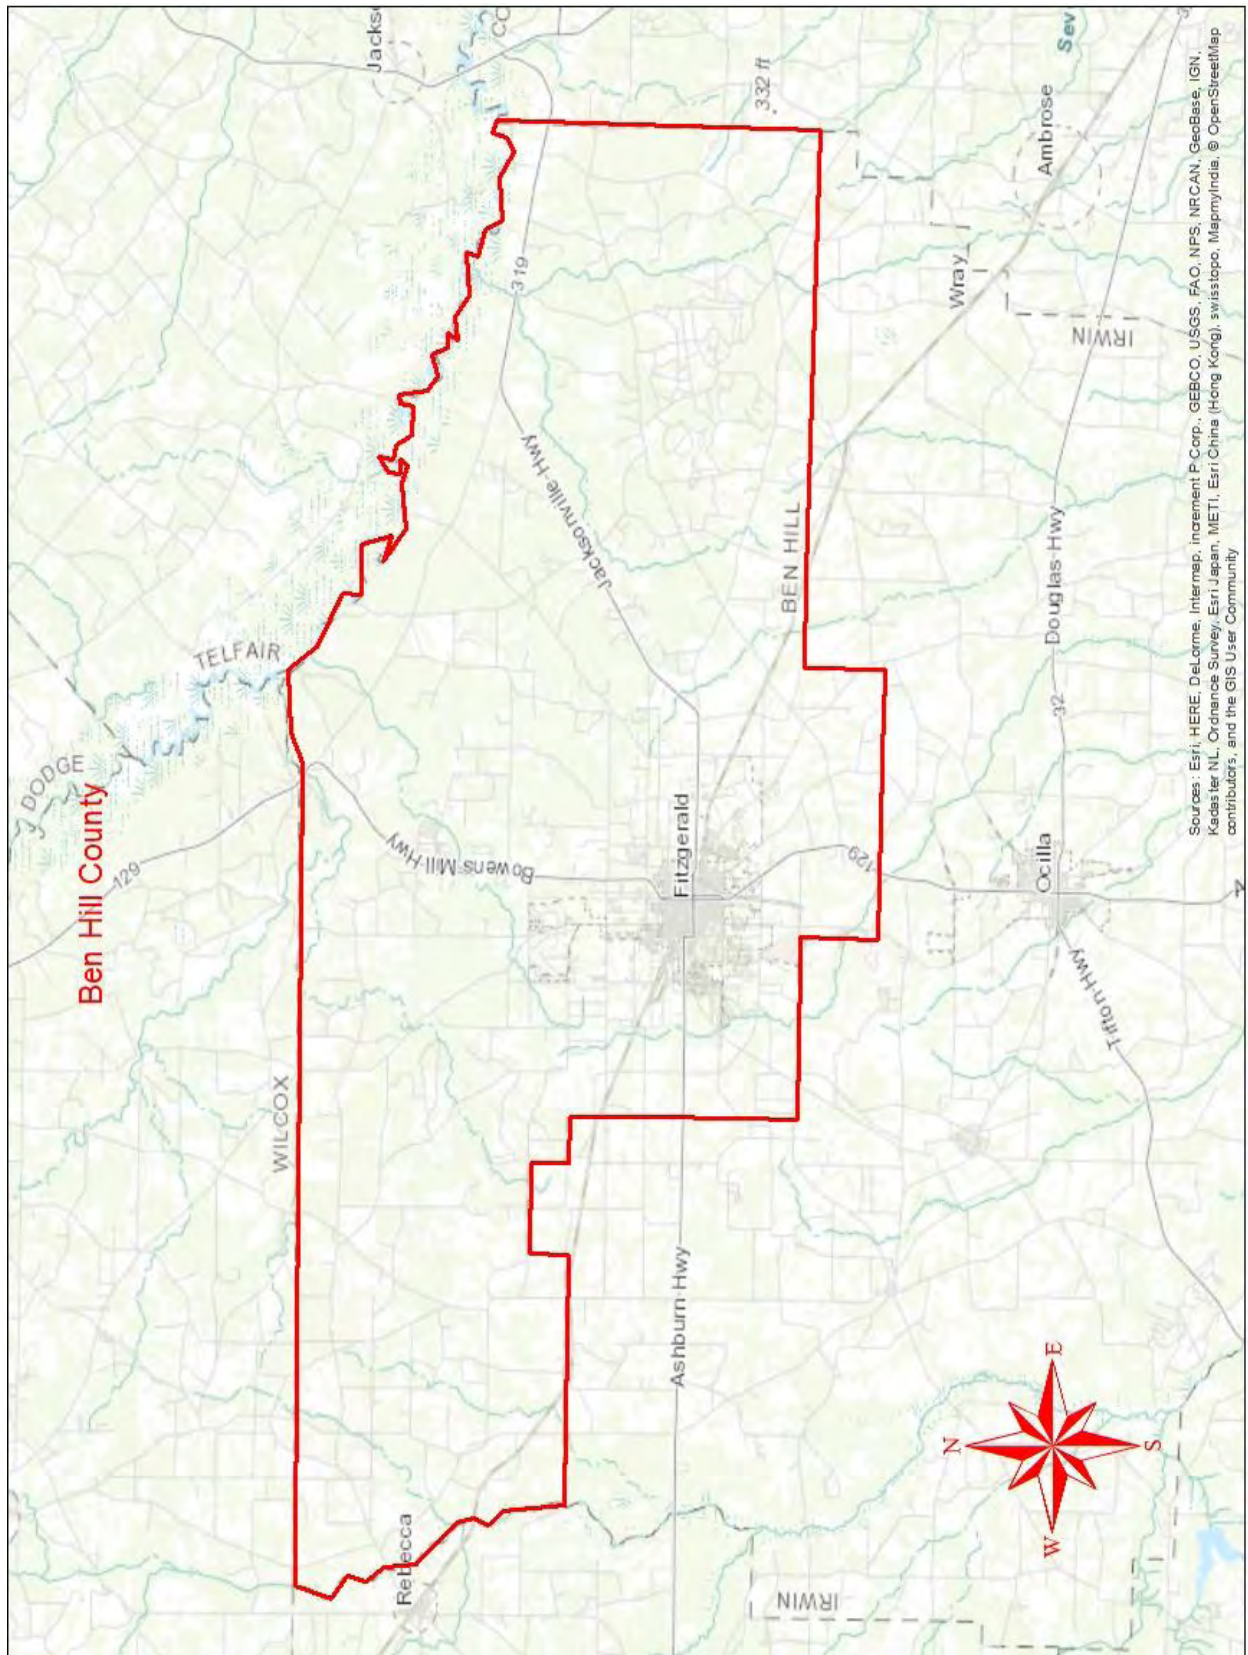 Ben Hill County
DODGE
129
TELFAIR
WILCOX
Bowens-Mill-Hwy
Jacksonville-Hwy
319
332 ft
Sev
Ambrose
Wray
IRWIN
BEN HILL
Fitzgerald
129
Rebecca
Ashburn-Hwy
Ocilla
Douglas-Hwy
32
Tifton-Hwy
IRWIN
N
W
E
S
Sources: Esri, HERE, DeLorme, Intermap, increment P Corp., GEBCO, USGS, FAO, NPS, NRCAN, GeoBase, IGN,
Kadaster NL, Ordnance Survey, Esri Japan, METI, Esri China (Hong Kong), swisstopo, MapmyIndia, © OpenStreetMap
contributors, and the GIS User Community